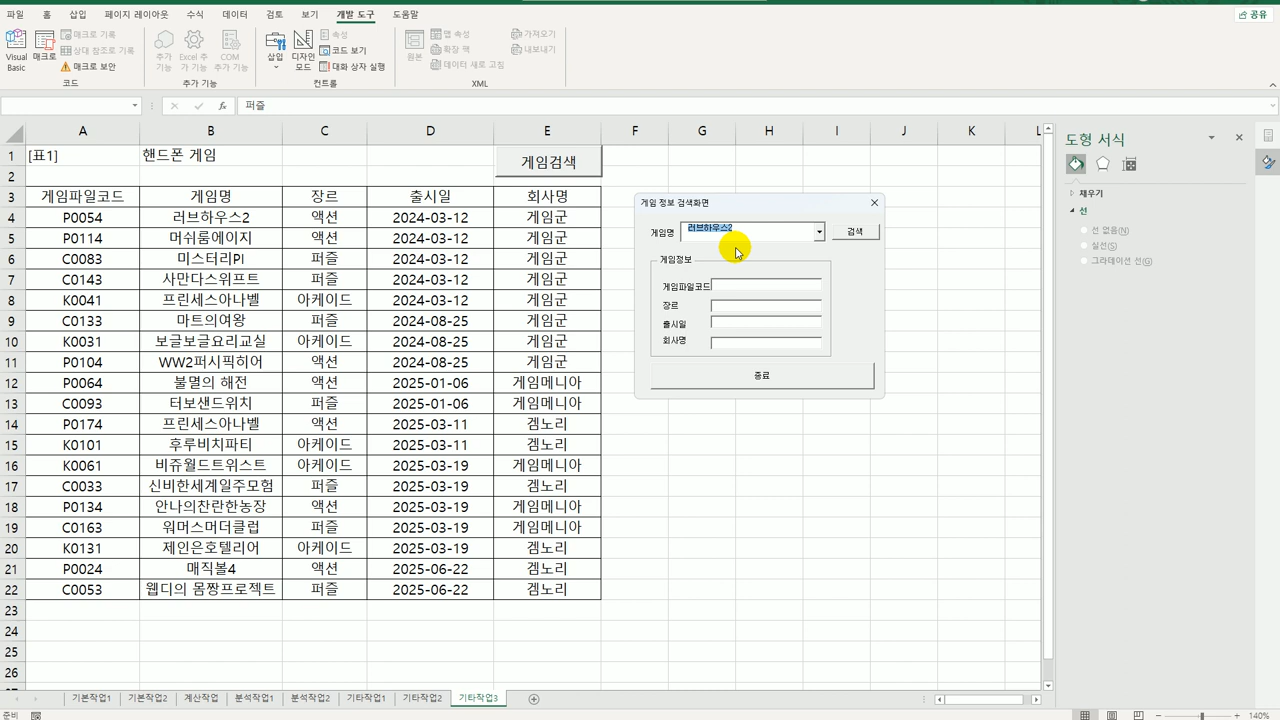 파일 홈 삽입 페이지 레이아웃 수식 데이터 검토 보기 개발 도구 도움말 공유
Visual Basic 매크로 매크로 기록 상대 참조로 기록 매크로 보안 추가 기능 Excel 추가 기능 COM 추가 기능 삽입 디자인 모드 속성 코드 보기 대화 상자 실행 원본 맵 속성 확장 팩 데이터 새로 고침 가져오기 내보내기
코드 추가 기능 컨트롤 XML
fx 퍼즐
A B C D E F G H I J K L
1 [표1] 핸드폰 게임 게임검색
2
3 게임파일코드 게임명 장르 출시일 회사명
4 P0054 러브하우스2 액션 2024-03-12 게임군
5 P0114 머쉬룸에이지 액션 2024-03-12 게임군
6 C0083 미스터리PI 퍼즐 2024-03-12 게임군
7 C0143 사만다스위프트 퍼즐 2024-03-12 게임군
8 K0041 프린세스아나벨 아케이드 2024-03-12 게임군
9 C0133 마트의여왕 퍼즐 2024-08-25 게임군
10 K0031 보글보글요리교실 아케이드 2024-08-25 게임군
11 P0104 WW2퍼시픽히어 액션 2024-08-25 게임군
12 P0064 불멸의 해전 액션 2025-01-06 게임메니아
13 C0093 터보샌드위치 퍼즐 2025-01-06 게임메니아
14 P0174 프린세스아나벨 액션 2025-03-11 겜노리
15 K0101 후루비치파티 아케이드 2025-03-11 겜노리
16 K0061 비쥬월드트위스트 아케이드 2025-03-19 게임메니아
17 C0033 신비한세계일주모험 퍼즐 2025-03-19 겜노리
18 P0134 안나의찬란한농장 액션 2025-03-19 게임메니아
19 C0163 워머스머더클럽 퍼즐 2025-03-19 게임메니아
20 K0131 제인은호텔리어 아케이드 2025-03-19 겜노리
21 P0024 매직볼4 액션 2025-06-22 겜노리
22 C0053 웹디의 몸짱프로젝트 퍼즐 2025-06-22 겜노리
23
24
25
26
게임 정보 검색화면
게임명 러브하우스2 검색
게임정보
게임파일코드
장르
출시일
회사명
종료
도형 서식
채우기
선
선 없음(N)
실선(S)
그라데이션 선(G)
기본작업1 기본작업2 계산작업 분석작업1 분석작업2 기타작업1 기타작업2 기타작업3
준비 140%